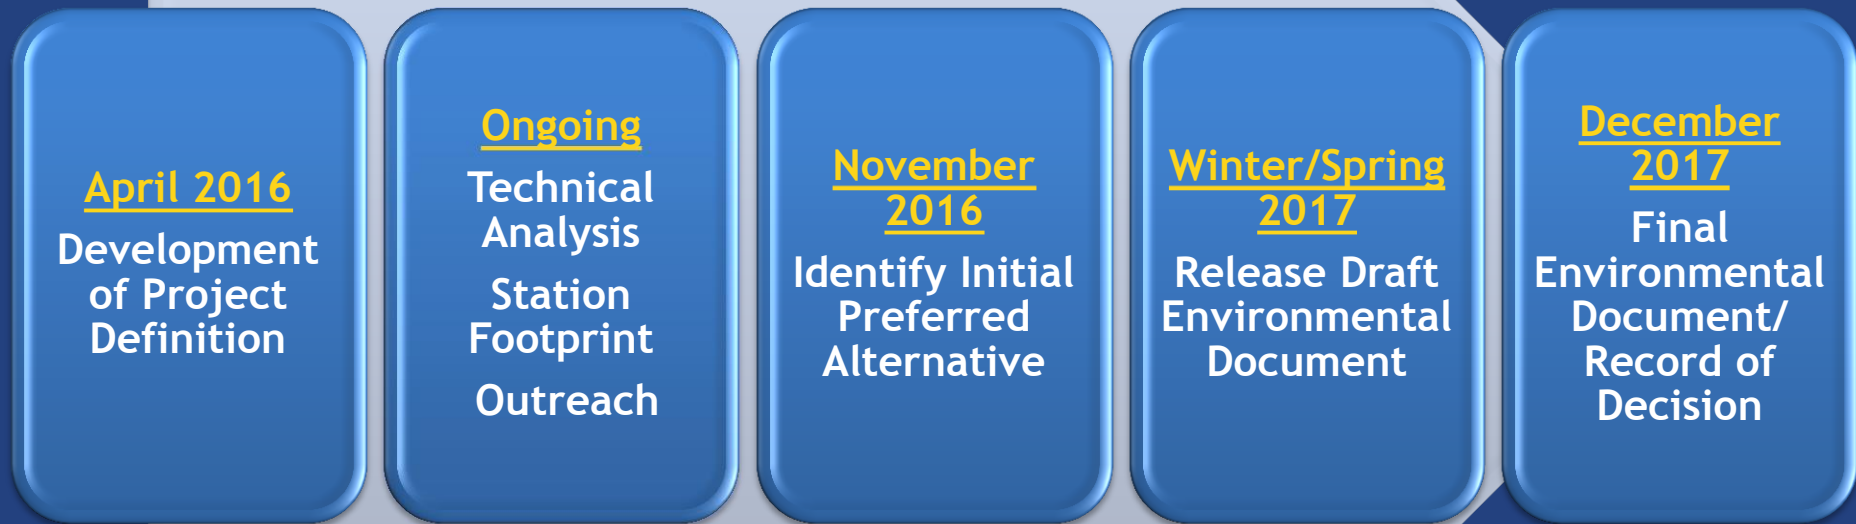 April 2016
Development
of Project
Definition
Ongoing
Technical
Analysis
Station
Footprint
Outreach
November
2016
Identify Initial
Preferred
Alternative
Winter/Spring
2017
Release Draft
Environmental
Document
December
2017
Final
Environmental
Document/
Record of
Decision